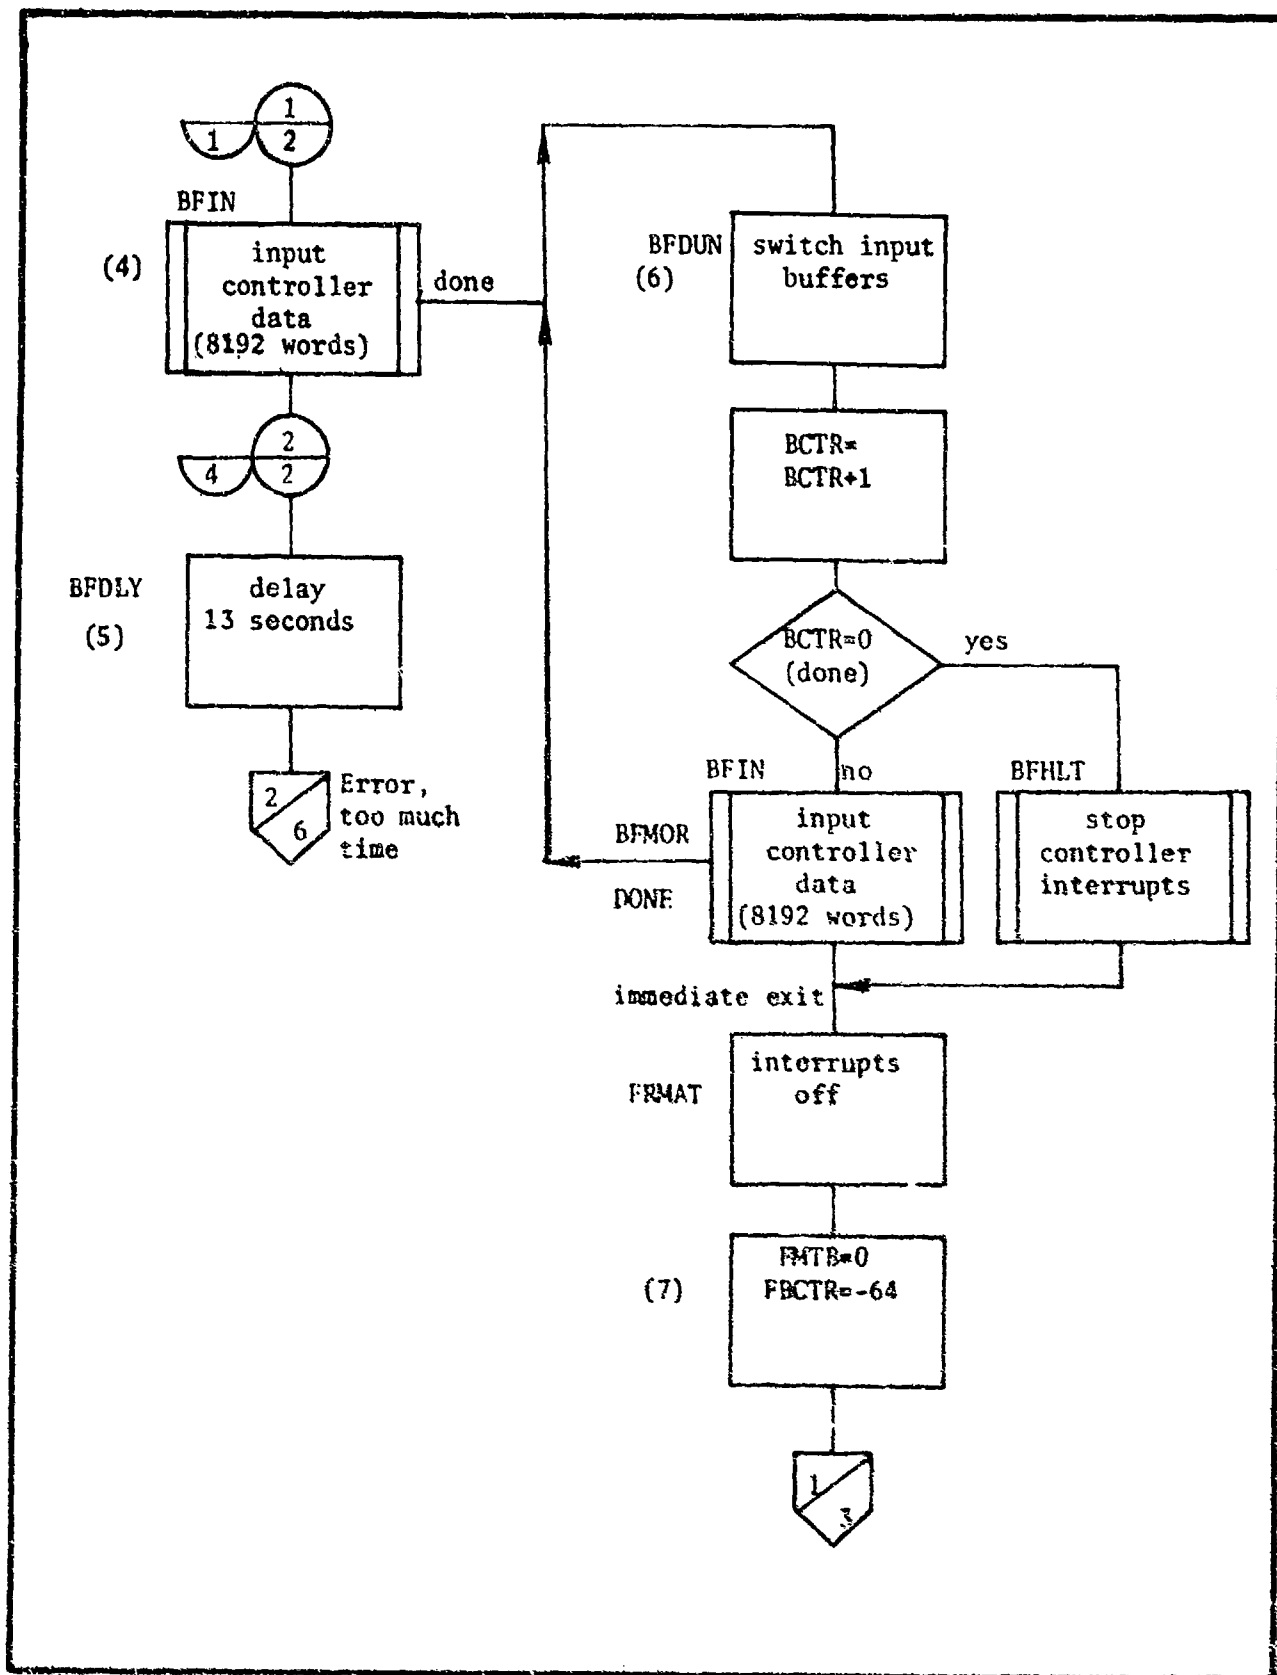 1
1
2
BFIN
(4)
input
controller
data
(8192 words)
done
2
4
2
BFDLY
(5)
delay
13 seconds
2
6
Error,
too much
time
BFDUN
(6)
switch input
buffers
BCTR=
BCTR+1
BCTR=0
(done)
yes
no
BFIN
input
controller
data
(8192 words)
BFMOR
DONE
BFHLT
stop
controller
interrupts
immediate exit
FRMAT
interrupts
off
(7)
FMTB=0
FBCTR=-64
1
3